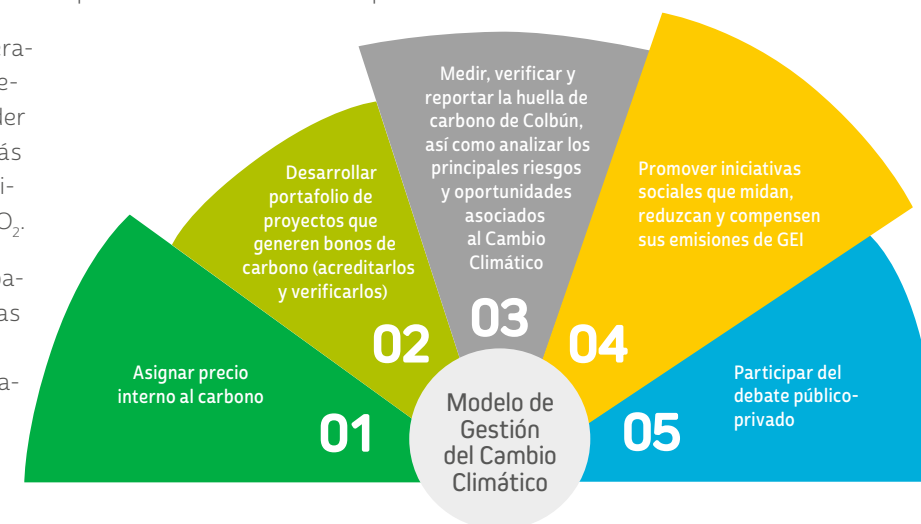 O₂.
Asignar precio
interno al carbono
01
Desarrollar
portafolio de
proyectos que
generen bonos de
carbono (acreditarlos
y verificarlos)
02
Medir, verificar y
reportar la huella de
carbono de Colbún,
así como analizar los
principales riesgos
y oportunidades
asociados
al Cambio
Climático
03
Promover iniciativas
sociales que midan,
reduzcan y compensen
sus emisiones de GEI
04
Participar del
debate público-
privado
05
Modelo de
Gestión
del Cambio
Climático